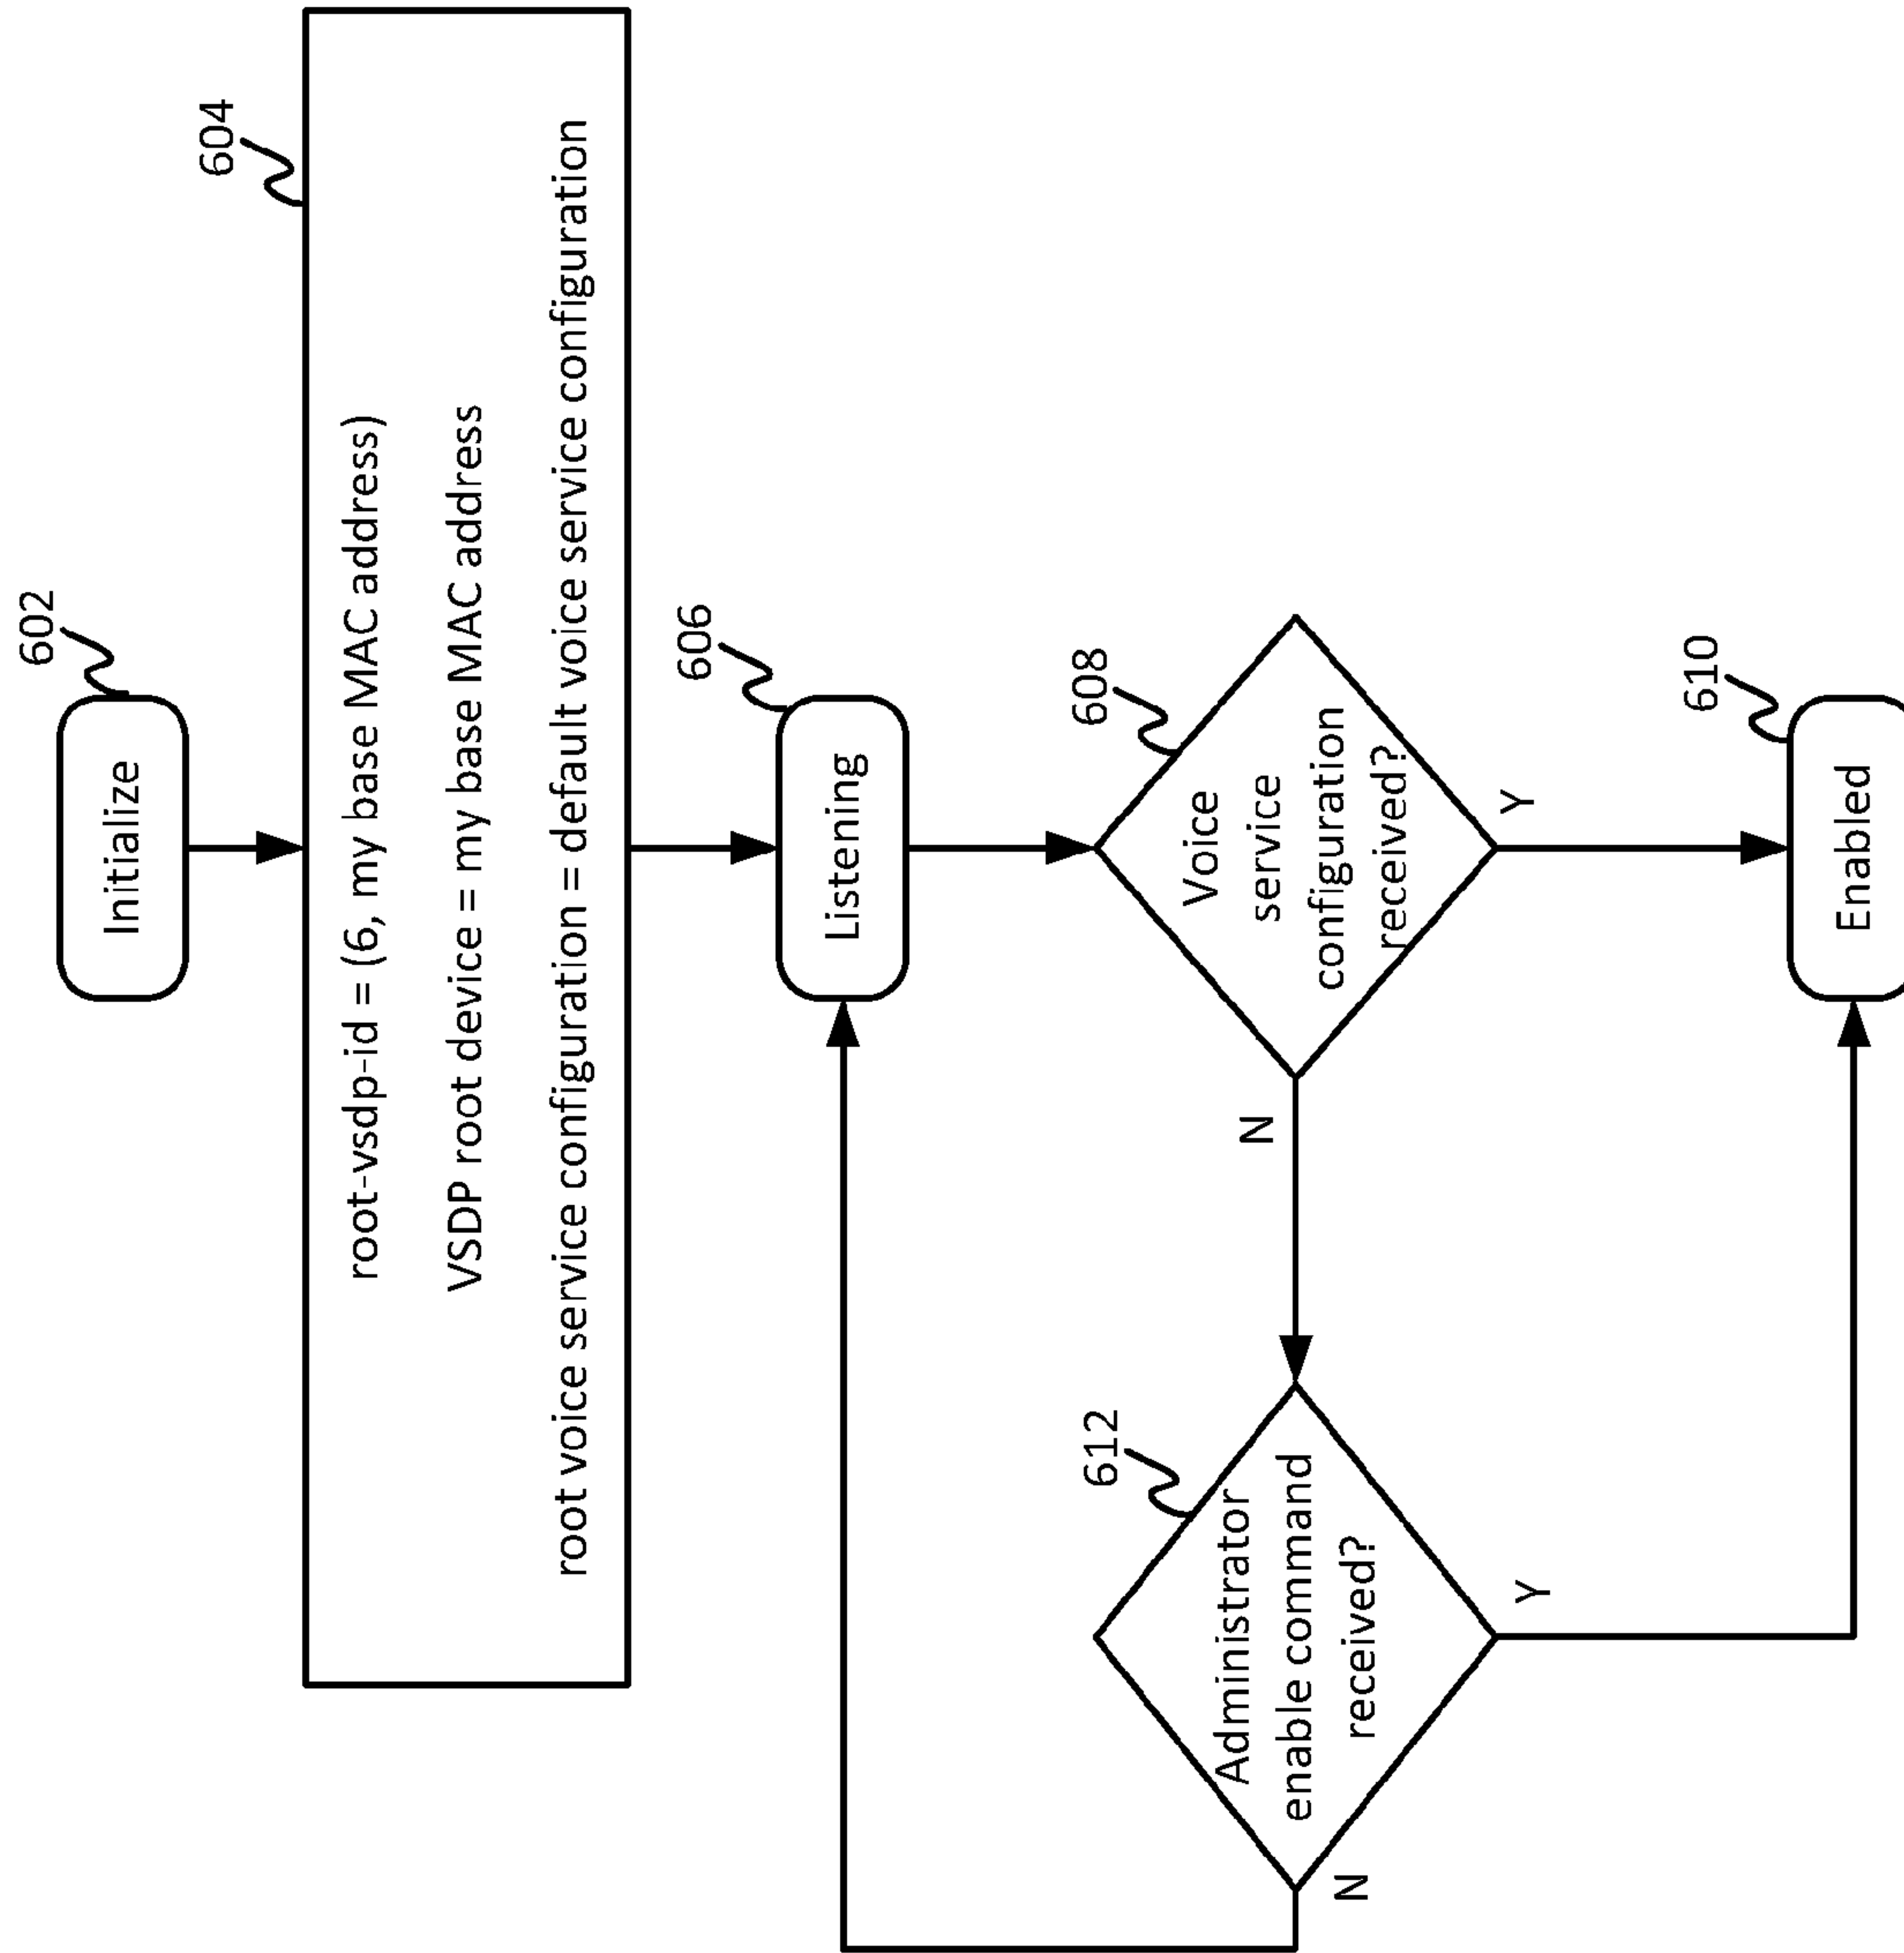 602
Initialize
604
root-vsdp-id = (6, my base MAC address)
VSDP root device = my base MAC address
root voice service configuration = default voice service configuration
606
Listening
608
Voice
service
configuration
received?
N
Y
612
Administrator
enable command
received?
N
Y
610
Enabled